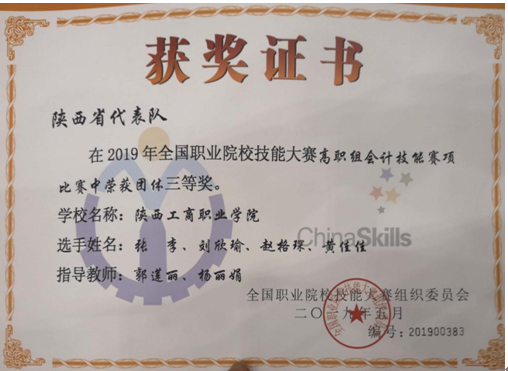 获奖证书
陕西省代表队
在2019年全国职业院校技能大赛高职组会计技能赛项
比赛中荣获团体三等奖。
学校名称：陕西工商职业学院
ChinaSkills
选手姓名：张 李、刘欣瑜、赵格琛、黄佳佳
指导教师：郭莲丽、杨丽娟
全国职业院校技能大赛组织委员会
二〇一九年五月
编号：201900383